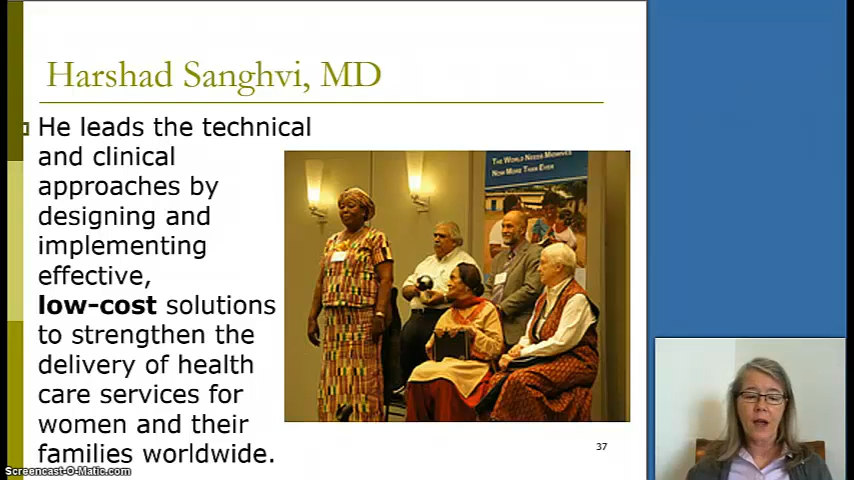 Harshad Sanghvi, MD
He leads the technical
and clinical
approaches by
designing and
implementing
effective,
low-cost solutions
to strengthen the
delivery of health
care services for
women and their
families worldwide.
THE WORLD NEEDS MIDWIVES
NOW MORE THAN EVER
37
Screencast-O-Matic.com